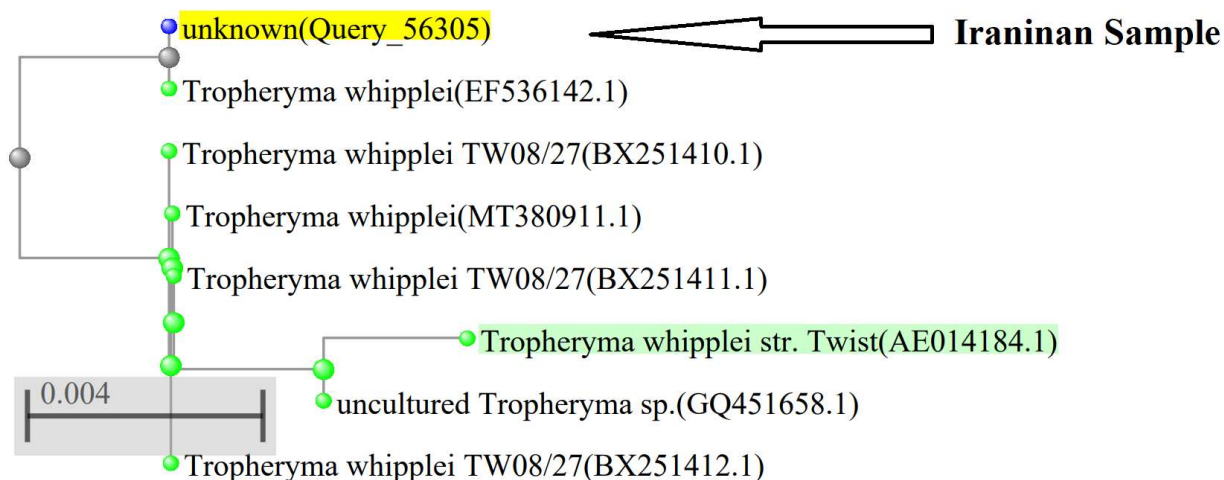 unknown(Query_56305)
Iraninan Sample
Tropheryma whipplei(EF536142.1)
Tropheryma whipplei TW08/27(BX251410.1)
Tropheryma whipplei(MT380911.1)
Tropheryma whipplei TW08/27(BX251411.1)
Tropheryma whipplei str. Twist(AE014184.1)
0.004
uncultured Tropheryma sp.(GQ451658.1)
Tropheryma whipplei TW08/27(BX251412.1)